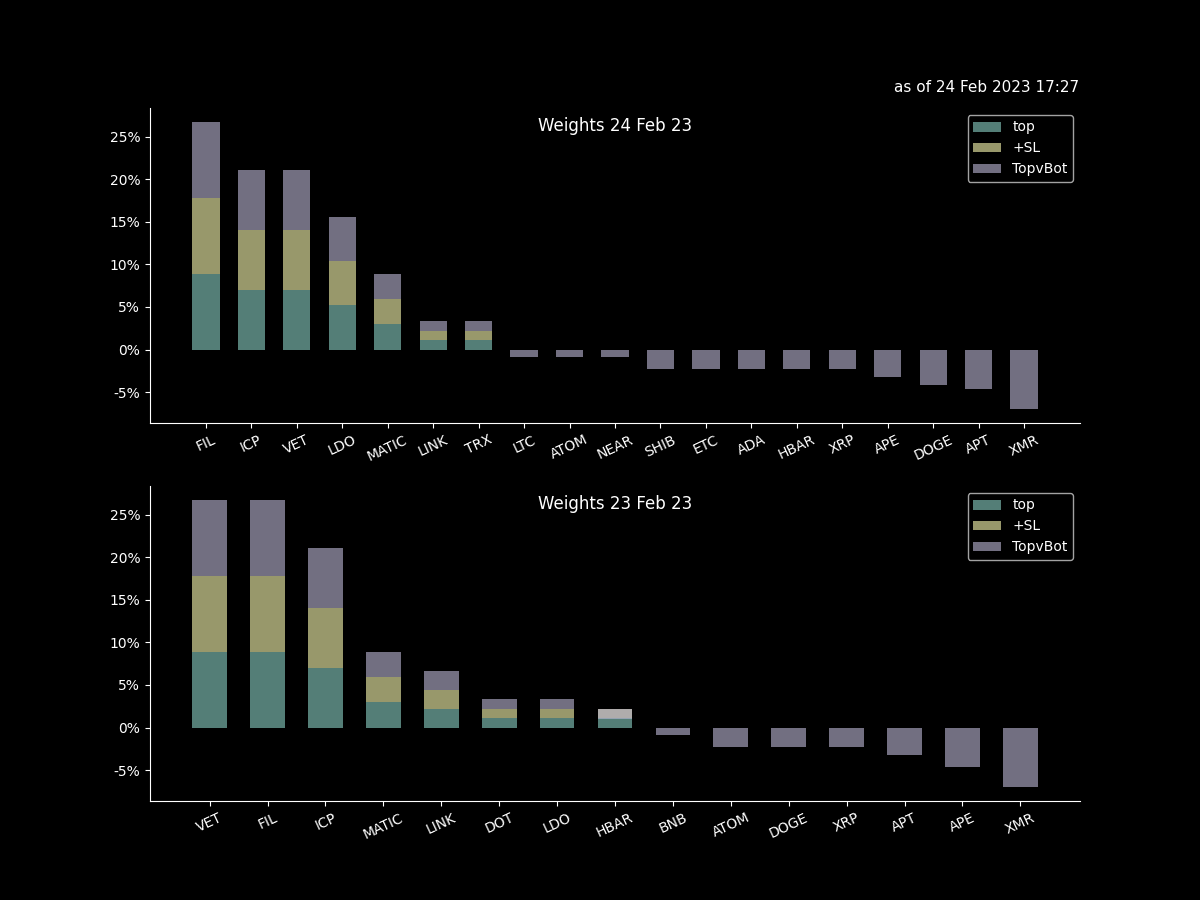 as of 24 Feb 2023 17:27
Weights 24 Feb 23
top
+SL
TopvBot
25%
20%
15%
10%
5%
0%
-5%
FIL ICP VET LDO MATIC LINK TRX LTC ATOM NEAR SHIB ETC ADA HBAR XRP APE DOGE APT XMR
Weights 23 Feb 23
top
+SL
TopvBot
25%
20%
15%
10%
5%
0%
-5%
VET FIL ICP MATIC LINK DOT LDO HBAR BNB ATOM DOGE XRP APT APE XMR